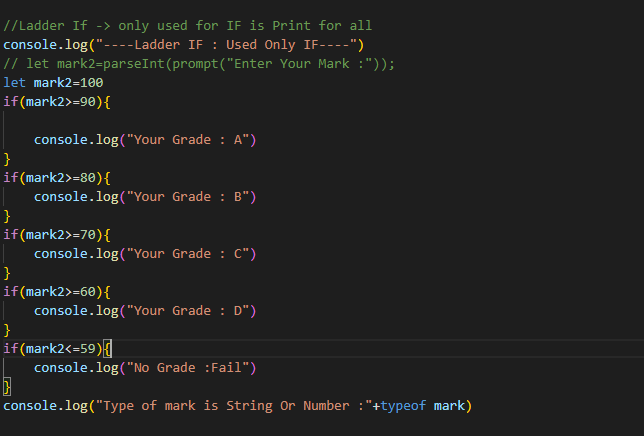 //Ladder If -> only used for IF is Print for all
console.log("----Ladder IF : Used Only IF----")
// let mark2=parseInt(prompt("Enter Your Mark :"));
let mark2=100
if(mark2>=90){
    console.log("Your Grade : A")
}
if(mark2>=80){
    console.log("Your Grade : B")
}
if(mark2>=70){
    console.log("Your Grade : C")
}
if(mark2>=60){
    console.log("Your Grade : D")
}
if(mark2<=59){
    console.log("No Grade :Fail")
}
console.log("Type of mark is String Or Number :"+typeof mark)